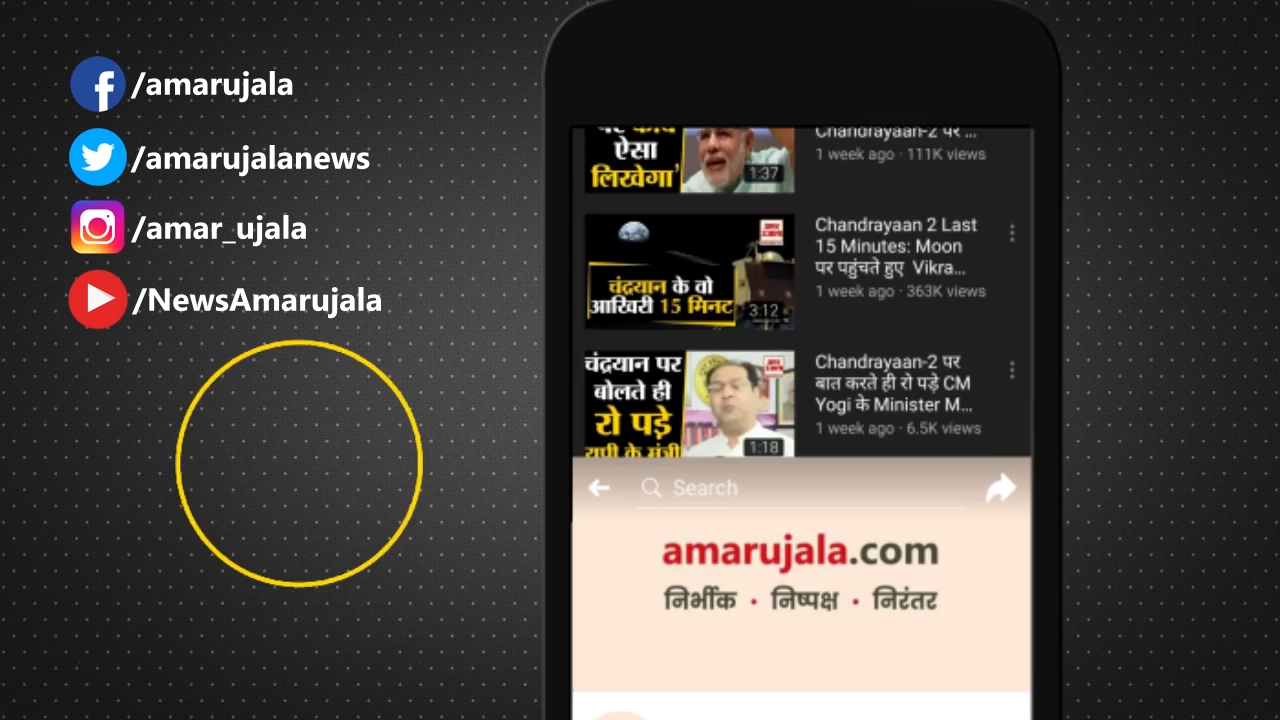 /amarujala
/amarujalanews
/amar_ujala
/NewsAmarujala
ऐसा
लिखेगा'
1:37
Chandrayaan-2 पर ...
1 week ago · 111K views
चंद्रयान के वो
आखिरी 15 मिनट
3:12
Chandrayaan 2 Last
15 Minutes: Moon
पर पहुंचते हुए Vikra...
1 week ago · 363K views
चंद्रयान पर
बोलते ही
रो पड़े
यूपी के मंत्री
1:18
Chandrayaan-2 पर
बात करते ही रो पड़े CM
Yogi के Minister M...
1 week ago · 6.5K views
Search
amarujala.com
निर्भीक • निष्पक्ष • निरंतर